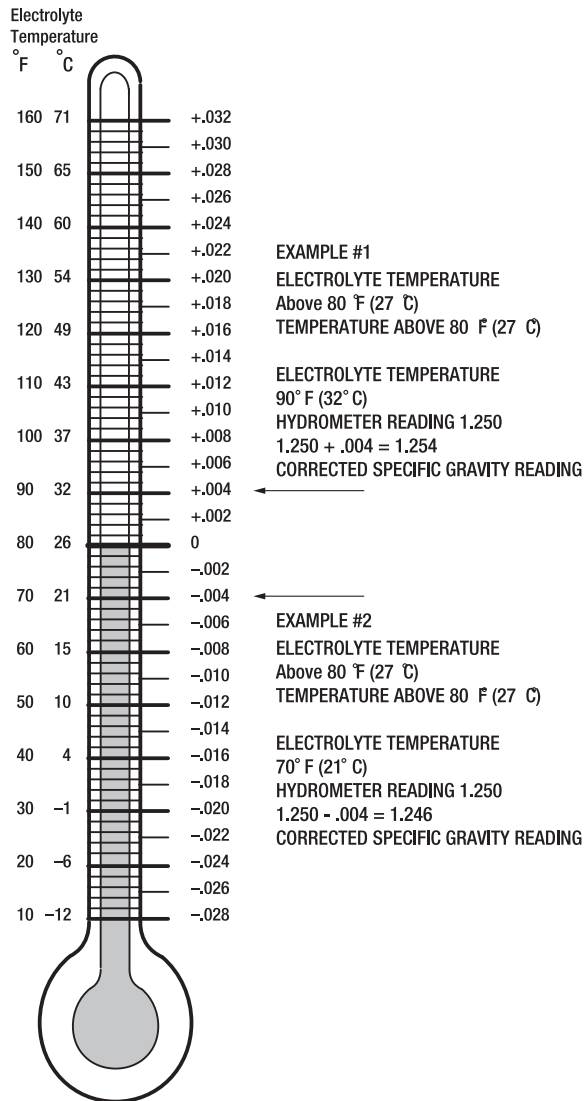 Electrolyte
Temperature
°F °C
160 71 +.032
+.030
150 65 +.028
+.026
140 60 +.024
+.022
130 54 +.020
+.018
120 49 +.016
+.014
110 43 +.012
+.010
100 37 +.008
+.006
90 32 +.004
+.002
80 26 0
–.002
70 21 –.004
–.006
60 15 –.008
–.010
50 10 –.012
–.014
40 4 –.016
–.018
30 –1 –.020
–.022
20 –6 –.024
–.026
10 –12 –.028
EXAMPLE #1
ELECTROLYTE TEMPERATURE
Above 80 °F (27 °C)
TEMPERATURE ABOVE 80 °F (27 °C)
ELECTROLYTE TEMPERATURE
90° F (32° C)
HYDROMETER READING 1.250
1.250 + .004 = 1.254
CORRECTED SPECIFIC GRAVITY READING
EXAMPLE #2
ELECTROLYTE TEMPERATURE
Above 80 °F (27 °C)
TEMPERATURE ABOVE 80 °F (27 °C)
ELECTROLYTE TEMPERATURE
70° F (21° C)
HYDROMETER READING 1.250
1.250 - .004 = 1.246
CORRECTED SPECIFIC GRAVITY READING